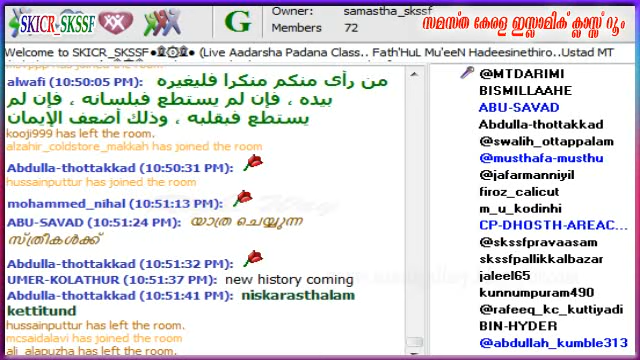 SKICR - SKSSF
G
Owner: samastha_skssf
Members 72
സമസ്ത കേരള ഇസ്ലാമിക് ക്ലാസ്സ് റൂം
Welcome to SKICR_SKSSF (Live Aadarsha Padana Class.. Fath'HuL Mu'eeN Hadeesinethiro..Ustad MT
alwafi (10:50:05 PM): من رأى منكم منكرا فليغيره
بيده ، فإن لم يستطع فبلسانه ، فإن لم
يستطع فبقلبه ، وذلك أضعف الإيمان
kooji999 has left the room.
alzahir_coldstore_makkah has joined the room
Abdulla-thottakkad (10:50:31 PM):
hussainputtur has joined the room
mohammed_nihal (10:51:13 PM):
ABU-SAVAD (10:51:24 PM): യാത്ര ചെയ്യുന്ന
സ്ത്രീകൾക്ക്
Abdulla-thottakkad (10:51:32 PM):
UMER-KOLATHUR (10:51:37 PM): new history coming
Abdulla-thottakkad (10:51:41 PM): niskarasthalam
kettitund
hussainputtur has left the room.
mcsaidalavi has joined the room
ali_alapuzha has left the room
@MTDARIMI
BISMILLAAHE
ABU-SAVAD
Abdulla-thottakkad
@swalih_ottappalam
@musthafa-musthu
@jafarmanniyil
firoz_calicut
m_u_kodinhi
CP-DHOSTH-AREAC...
@skssfpravaasam
skssfpallikkalbazar
jaleel65
kunnumpuram490
@rafeeq_kc_kuttiyadi
BIN-HYDER
@abdullah_kumble313